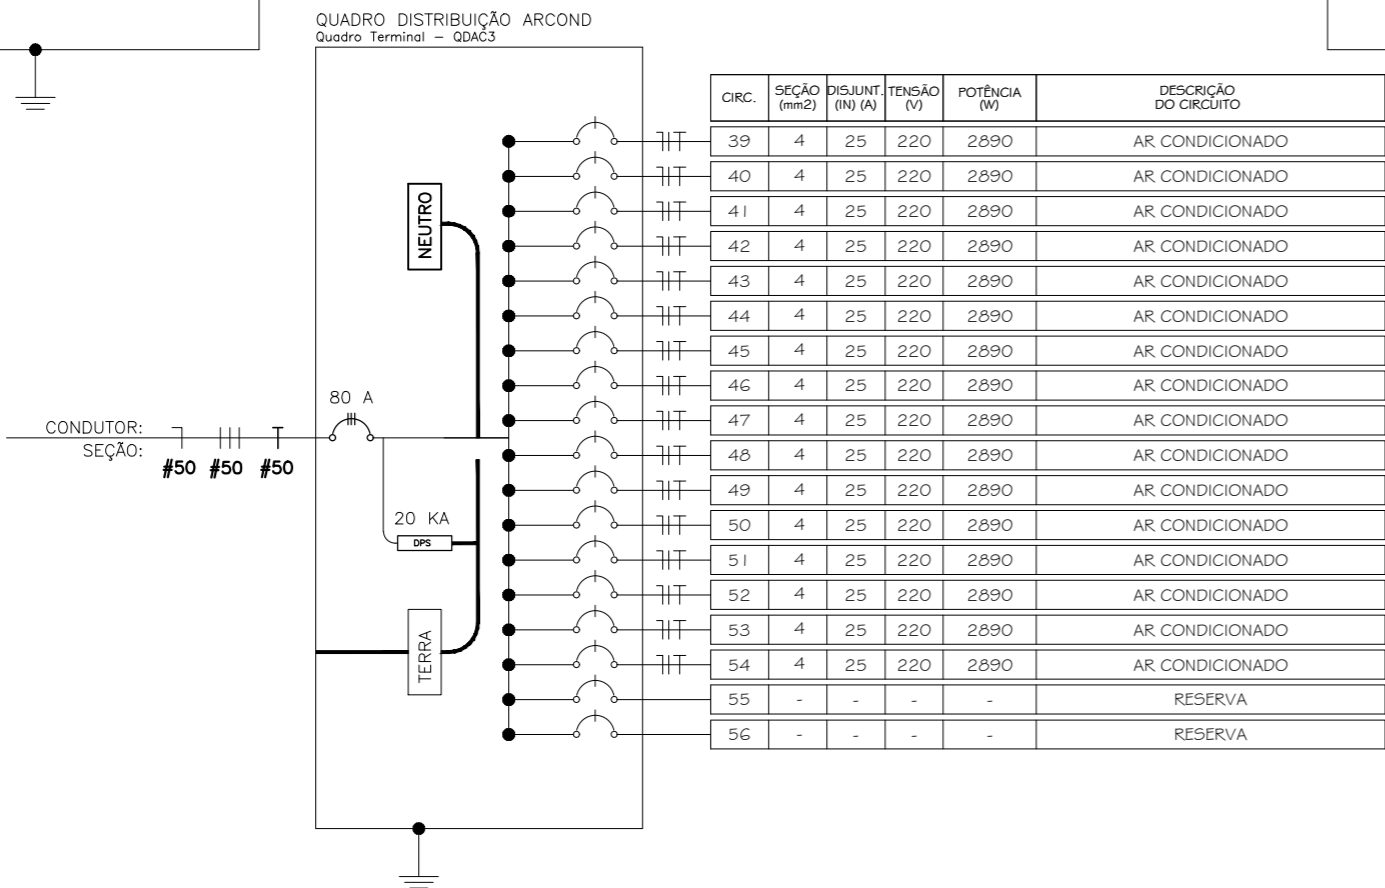 QUADRO DISTRIBUIÇÃO ARCOND
Quadro Terminal - QDAC3
CIRC. SEÇÃO (mm2) DISJUNT. (IN) (A) TENSÃO (V) POTÊNCIA (W) DESCRIÇÃO DO CIRCUITO
39 4 25 220 2890 AR CONDICIONADO
40 4 25 220 2890 AR CONDICIONADO
41 4 25 220 2890 AR CONDICIONADO
42 4 25 220 2890 AR CONDICIONADO
43 4 25 220 2890 AR CONDICIONADO
44 4 25 220 2890 AR CONDICIONADO
45 4 25 220 2890 AR CONDICIONADO
46 4 25 220 2890 AR CONDICIONADO
47 4 25 220 2890 AR CONDICIONADO
48 4 25 220 2890 AR CONDICIONADO
49 4 25 220 2890 AR CONDICIONADO
50 4 25 220 2890 AR CONDICIONADO
51 4 25 220 2890 AR CONDICIONADO
52 4 25 220 2890 AR CONDICIONADO
53 4 25 220 2890 AR CONDICIONADO
54 4 25 220 2890 AR CONDICIONADO
55 - - - - RESERVA
56 - - - - RESERVA
NEUTRO
80 A
CONDUTOR:
SEÇÃO:
#50 #50 #50
20 KA
DPS
TERRA